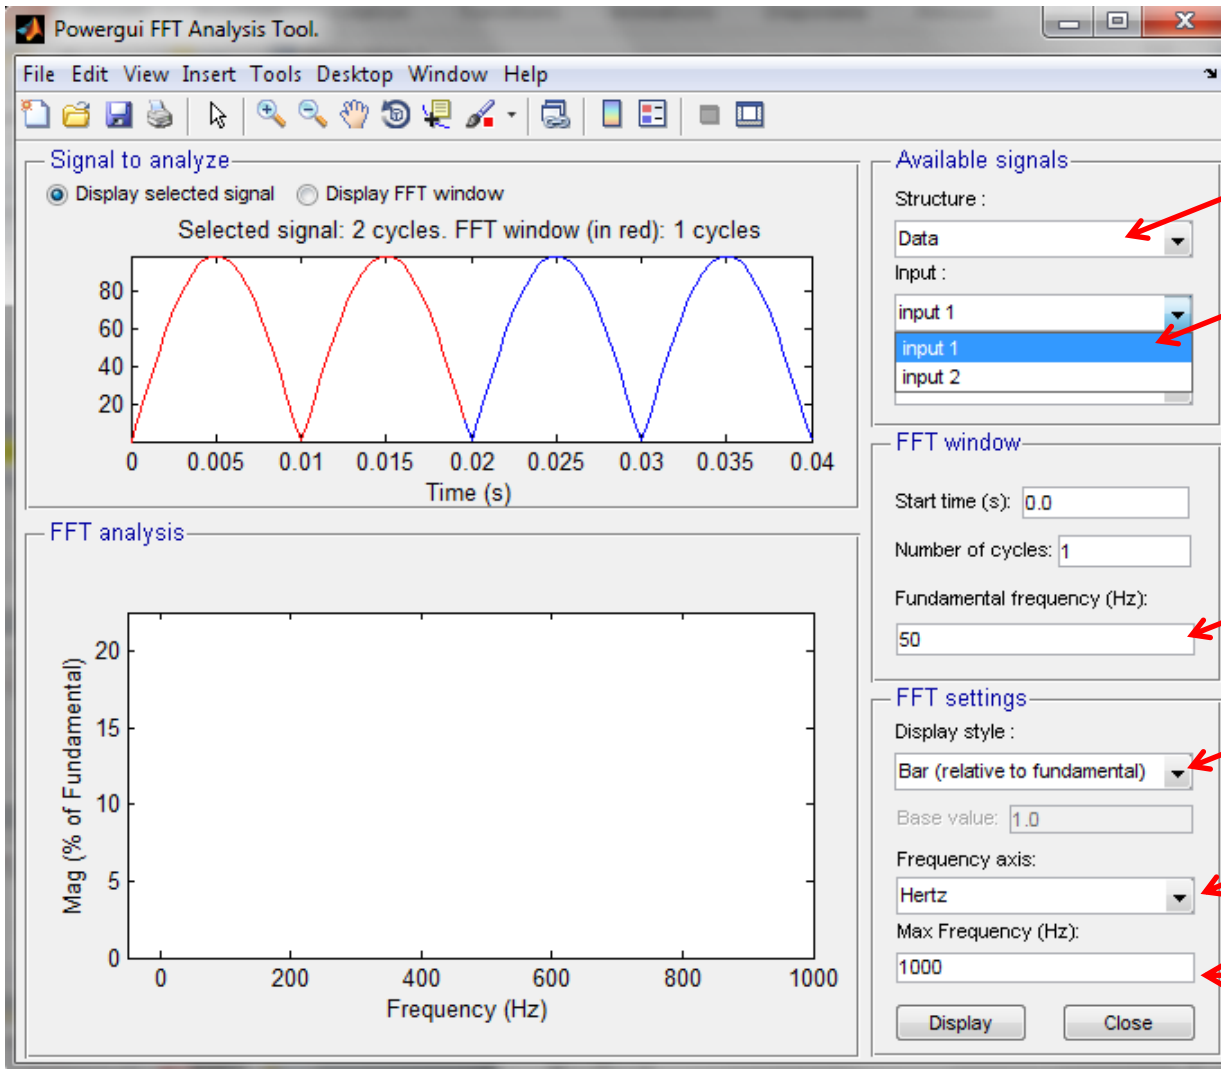 Powergui FFT Analysis Tool.
File Edit View Insert Tools Desktop Window Help
Signal to analyze
Display selected signal Display FFT window
Selected signal: 2 cycles. FFT window (in red): 1 cycles
80
60
40
20
0 0.005 0.01 0.015 0.02 0.025 0.03 0.035 0.04
Time (s)
FFT analysis
Mag (% of Fundamental)
20
15
10
5
0
0 200 400 600 800 1000
Frequency (Hz)
Available signals
Structure :
Data
Input :
input 1
input 1
input 2
FFT window
Start time (s): 0.0
Number of cycles: 1
Fundamental frequency (Hz):
50
FFT settings
Display style :
Bar (relative to fundamental)
Base value: 1.0
Frequency axis:
Hertz
Max Frequency (Hz):
1000
Display Close